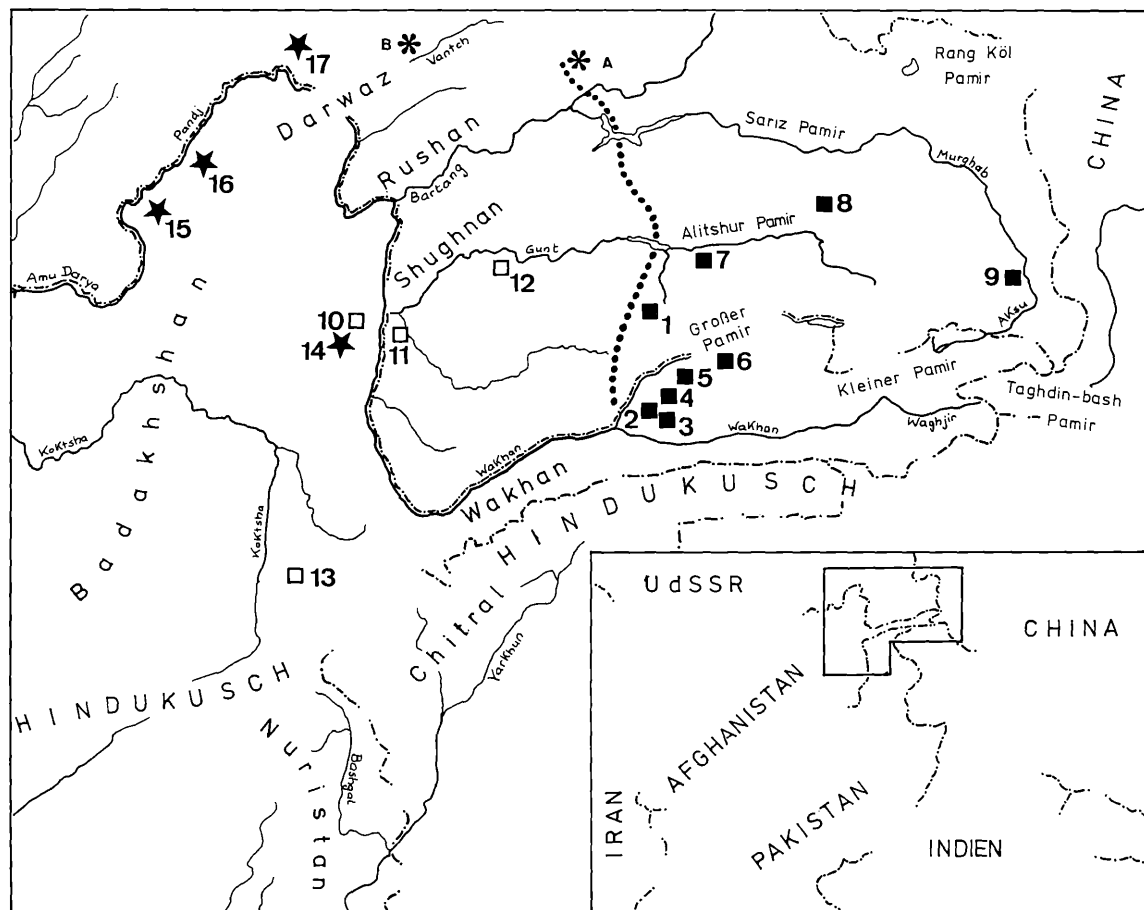 17
B
Vantch
A
Rang Köl
Pamir
CHINA
Pandj
Darwaz
Sariz Pamir
Murghab
16
Rushan
Bartang
15
8
Alitshur Pamir
Shughnan
Gunt
12
7
9
Amu Darya
AKsu
10
14
11
1
Großer
Pamir
6
5
4
2
3
Kleiner Pamir
Taghdin-bash
Pamir
Badakhshan
KoKtsha
WaKhan
WaKhan
Waghjir
Wakhan
HINDUKUSCH
KoKtsha
13
Chitral
YarKhun
HINDUKUSCH
Nuristan
Bashgal
UdSSR
CHINA
AFGHANISTAN
IRAN
PAKISTAN
INDIEN